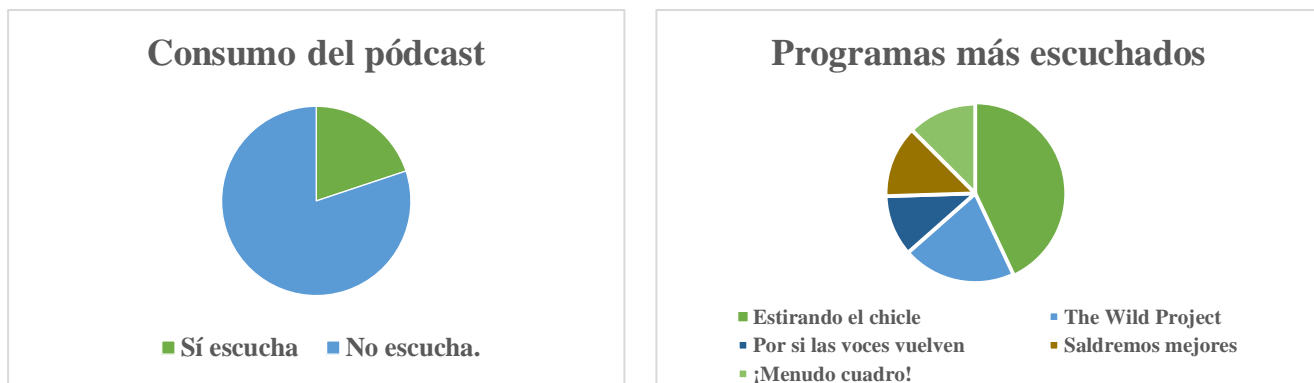 Consumo del pódcast
Sí escucha No escucha.
Programas más escuchados
Estirando el chicle The Wild Project
Por si las voces vuelven Saldremos mejores
¡Menudo cuadro!